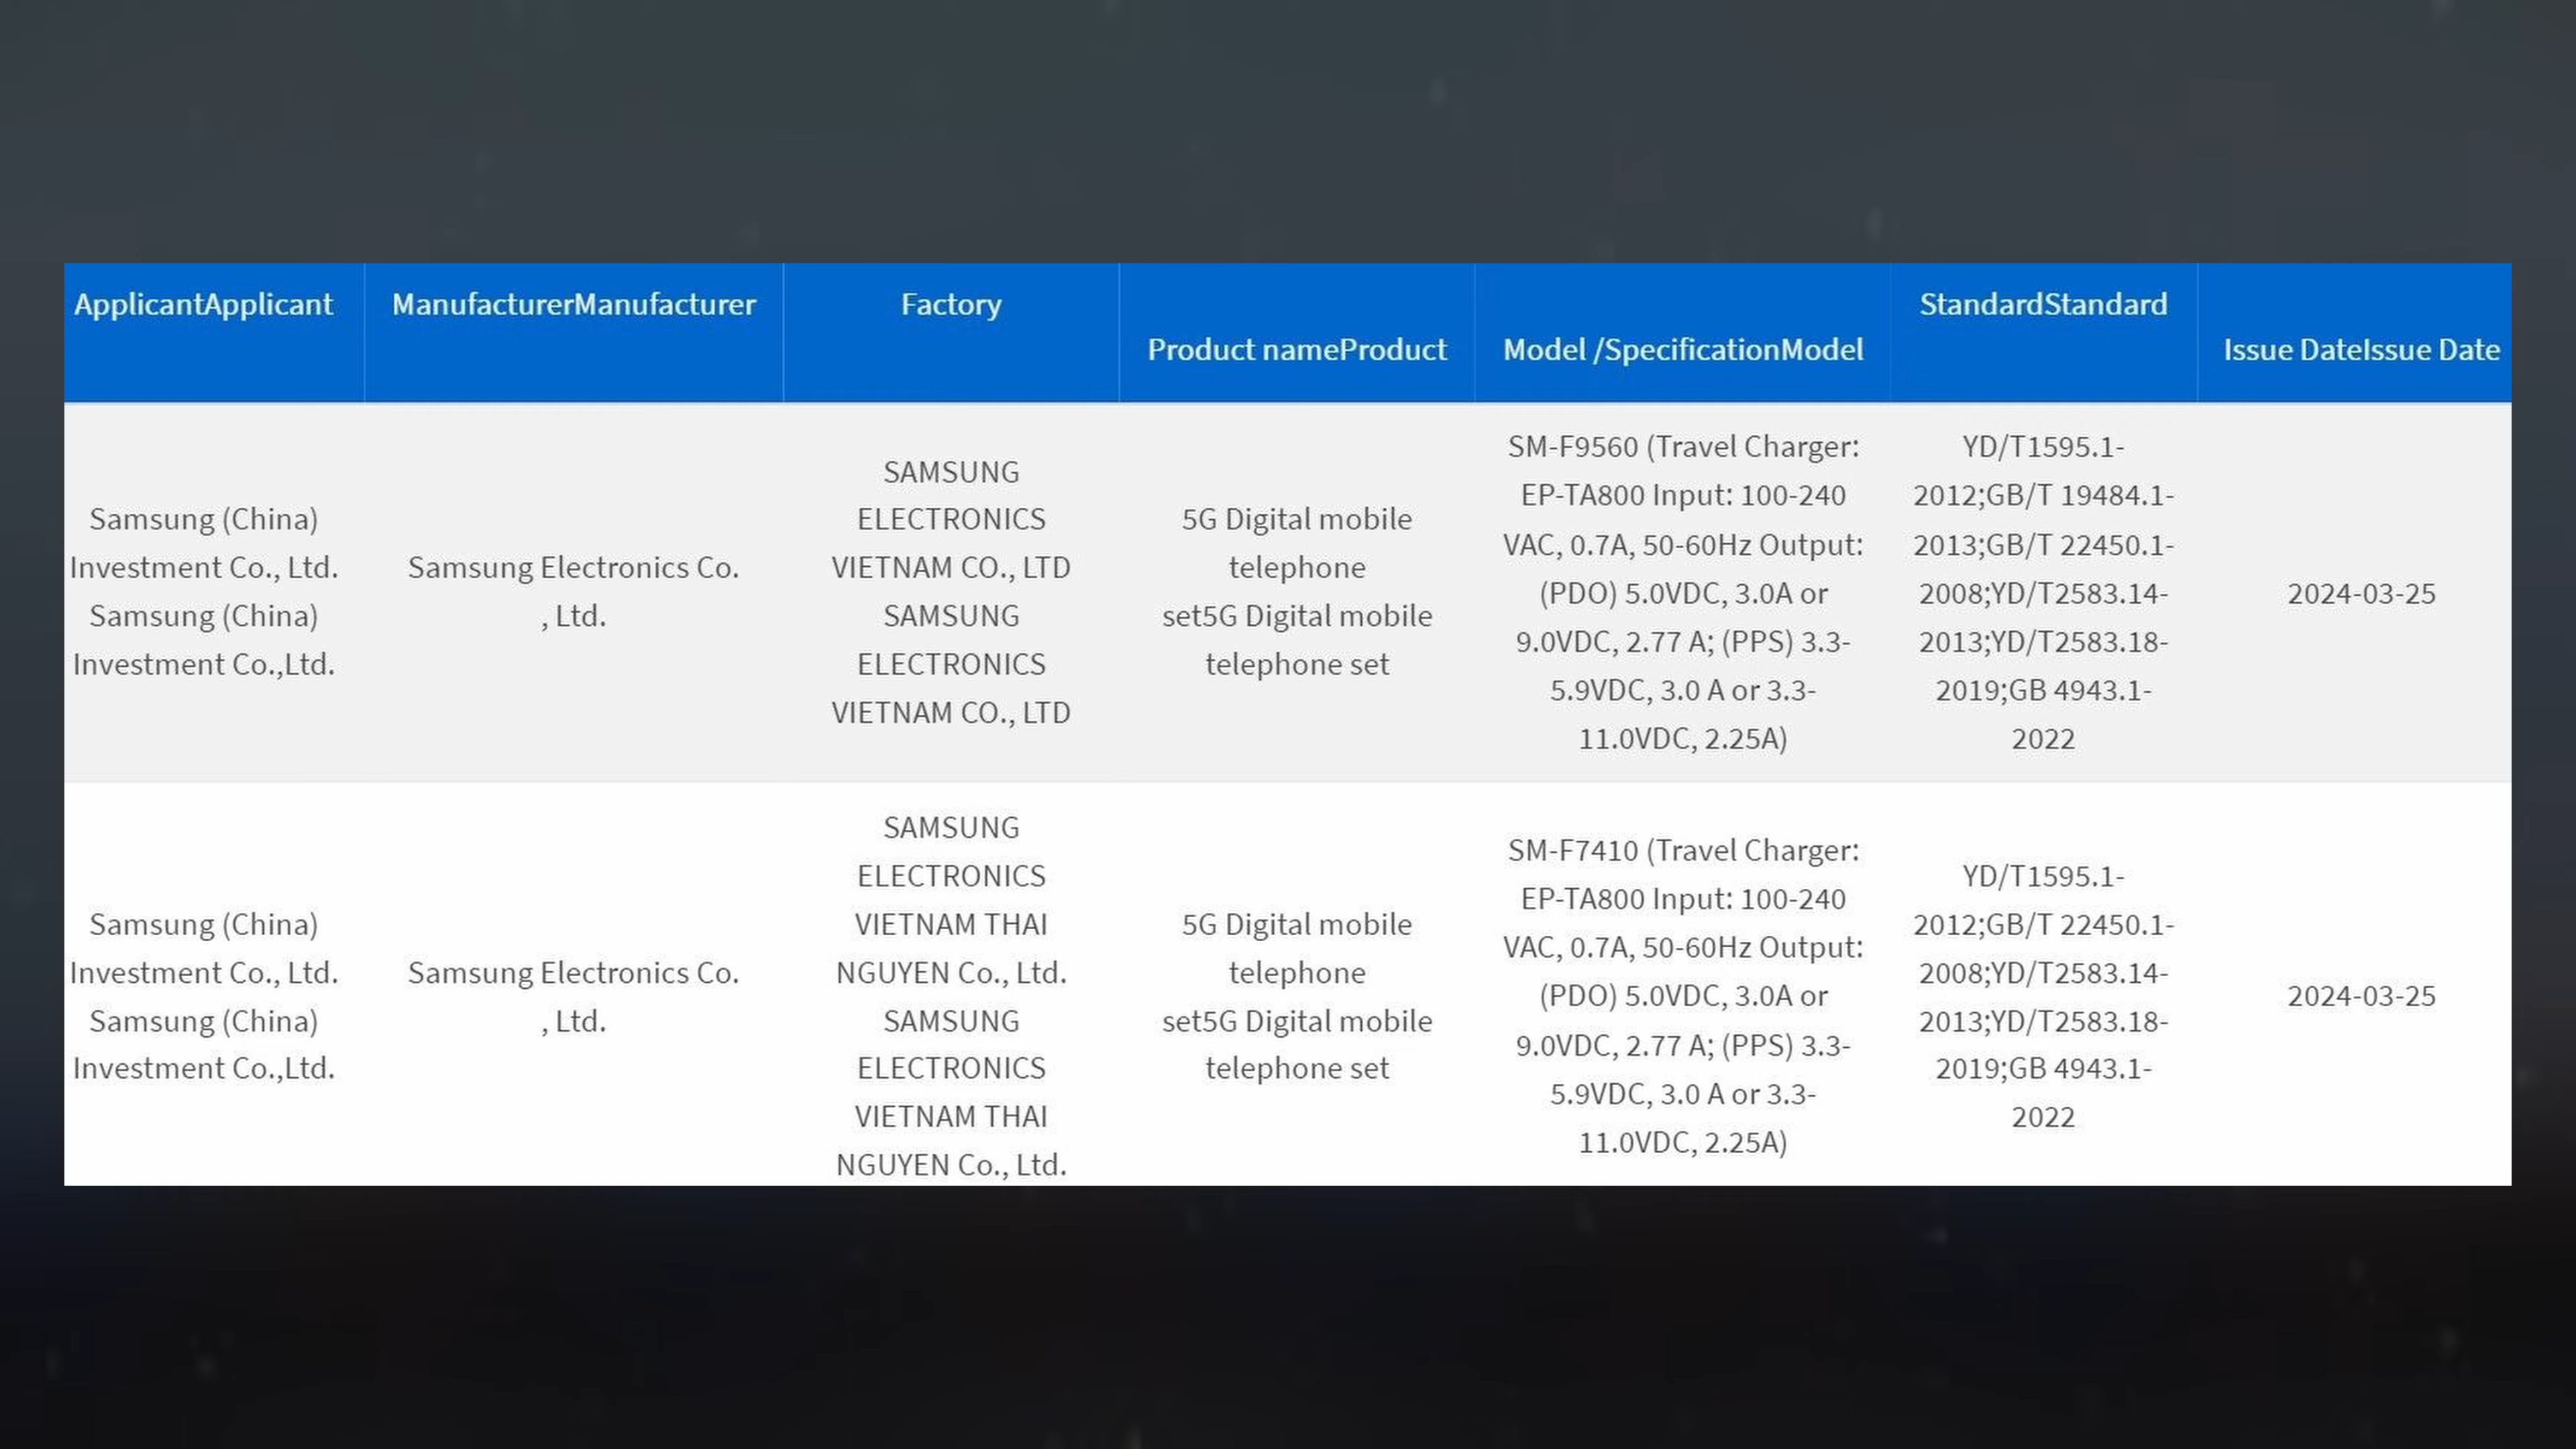 ApplicantApplicant
ManufacturerManufacturer
Factory
Product nameProduct
Model /SpecificationModel
StandardStandard
Issue DateIssue Date
Samsung (China)
Investment Co., Ltd.
Samsung (China)
Investment Co.,Ltd.
Samsung Electronics Co.
, Ltd.
SAMSUNG
ELECTRONICS
VIETNAM CO., LTD
SAMSUNG
ELECTRONICS
VIETNAM CO., LTD
5G Digital mobile
telephone
set5G Digital mobile
telephone set
SM-F9560 (Travel Charger:
EP-TA800 Input: 100-240
VAC, 0.7A, 50-60Hz Output:
(PDO) 5.0VDC, 3.0A or
9.0VDC, 2.77 A; (PPS) 3.3-
5.9VDC, 3.0 A or 3.3-
11.0VDC, 2.25A)
YD/T1595.1-
2012;GB/T 19484.1-
2013;GB/T 22450.1-
2008;YD/T2583.14-
2013;YD/T2583.18-
2019;GB 4943.1-
2022
2024-03-25
Samsung (China)
Investment Co., Ltd.
Samsung (China)
Investment Co.,Ltd.
Samsung Electronics Co.
, Ltd.
SAMSUNG
ELECTRONICS
VIETNAM THAI
NGUYEN Co., Ltd.
SAMSUNG
ELECTRONICS
VIETNAM THAI
NGUYEN Co., Ltd.
5G Digital mobile
telephone
set5G Digital mobile
telephone set
SM-F7410 (Travel Charger:
EP-TA800 Input: 100-240
VAC, 0.7A, 50-60Hz Output:
(PDO) 5.0VDC, 3.0A or
9.0VDC, 2.77 A; (PPS) 3.3-
5.9VDC, 3.0 A or 3.3-
11.0VDC, 2.25A)
YD/T1595.1-
2012;GB/T 22450.1-
2008;YD/T2583.14-
2013;YD/T2583.18-
2019;GB 4943.1-
2022
2024-03-25